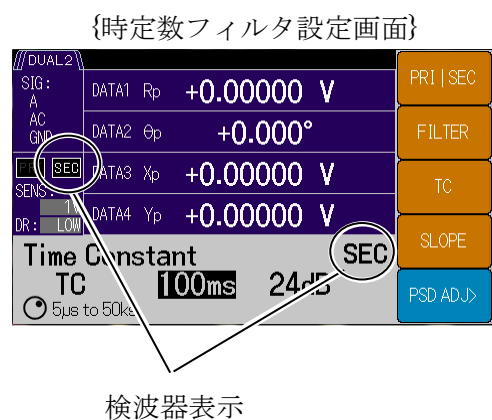 {時定数フィルタ設定画面}
DUAL2
SIG:
A
AC
GND
SEC
SENS:
DR: LOW
DATA1 Rp +0.00000 V
DATA2 θp +0.000°
DATA3 Xp +0.00000 V
DATA4 Yp +0.00000 V
Time Constant SEC
TC 100ms 24dB
5μs to 50ks
PRI | SEC
FILTER
TC
SLOPE
PSD ADJ>
検波器表示